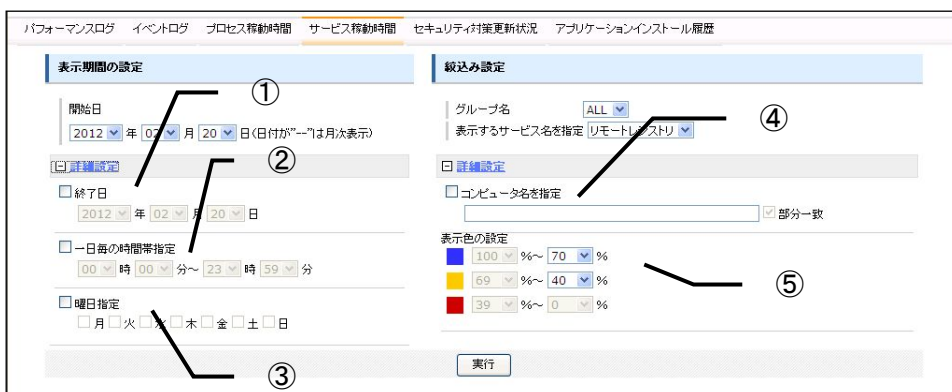 パフォーマンスログ イベントログ プロセス稼動時間 サービス稼動時間 セキュリティ対策更新状況 アプリケーションインストール履歴
表示期間の設定
開始日
2012 年 02 月 20 日(日付が"--"は月次表示)
詳細設定
終了日
2012 年 02 月 20 日
一日毎の時間帯指定
00 時 00 分～ 23 時 59 分
曜日指定
月 火 水 木 金 土 日
①
②
③
絞込み設定
グループ名 ALL
表示するサービス名を指定 リモートレジストリ
詳細設定
コンピュータ名を指定
部分一致
表示色の設定
100 %～ 70 %
69 %～ 40 %
39 %～ 0 %
④
⑤
実行